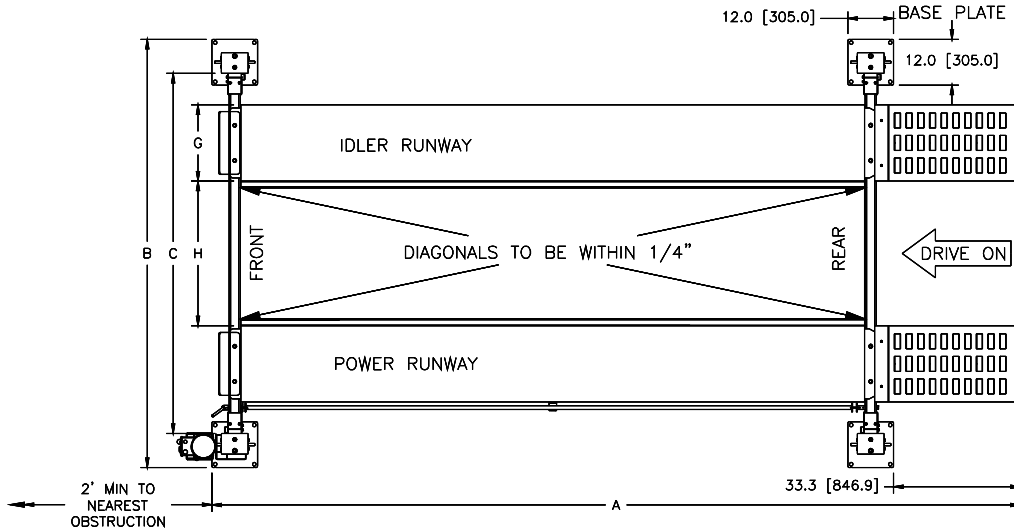 12.0 [305.0]
BASE PLATE
12.0 [305.0]
G
IDLER RUNWAY
B
C
H
FRONT
DIAGONALS TO BE WITHIN 1/4"
REAR
DRIVE ON
POWER RUNWAY
33.3 [846.9]
2' MIN TO
NEAREST
OBSTRUCTION
A